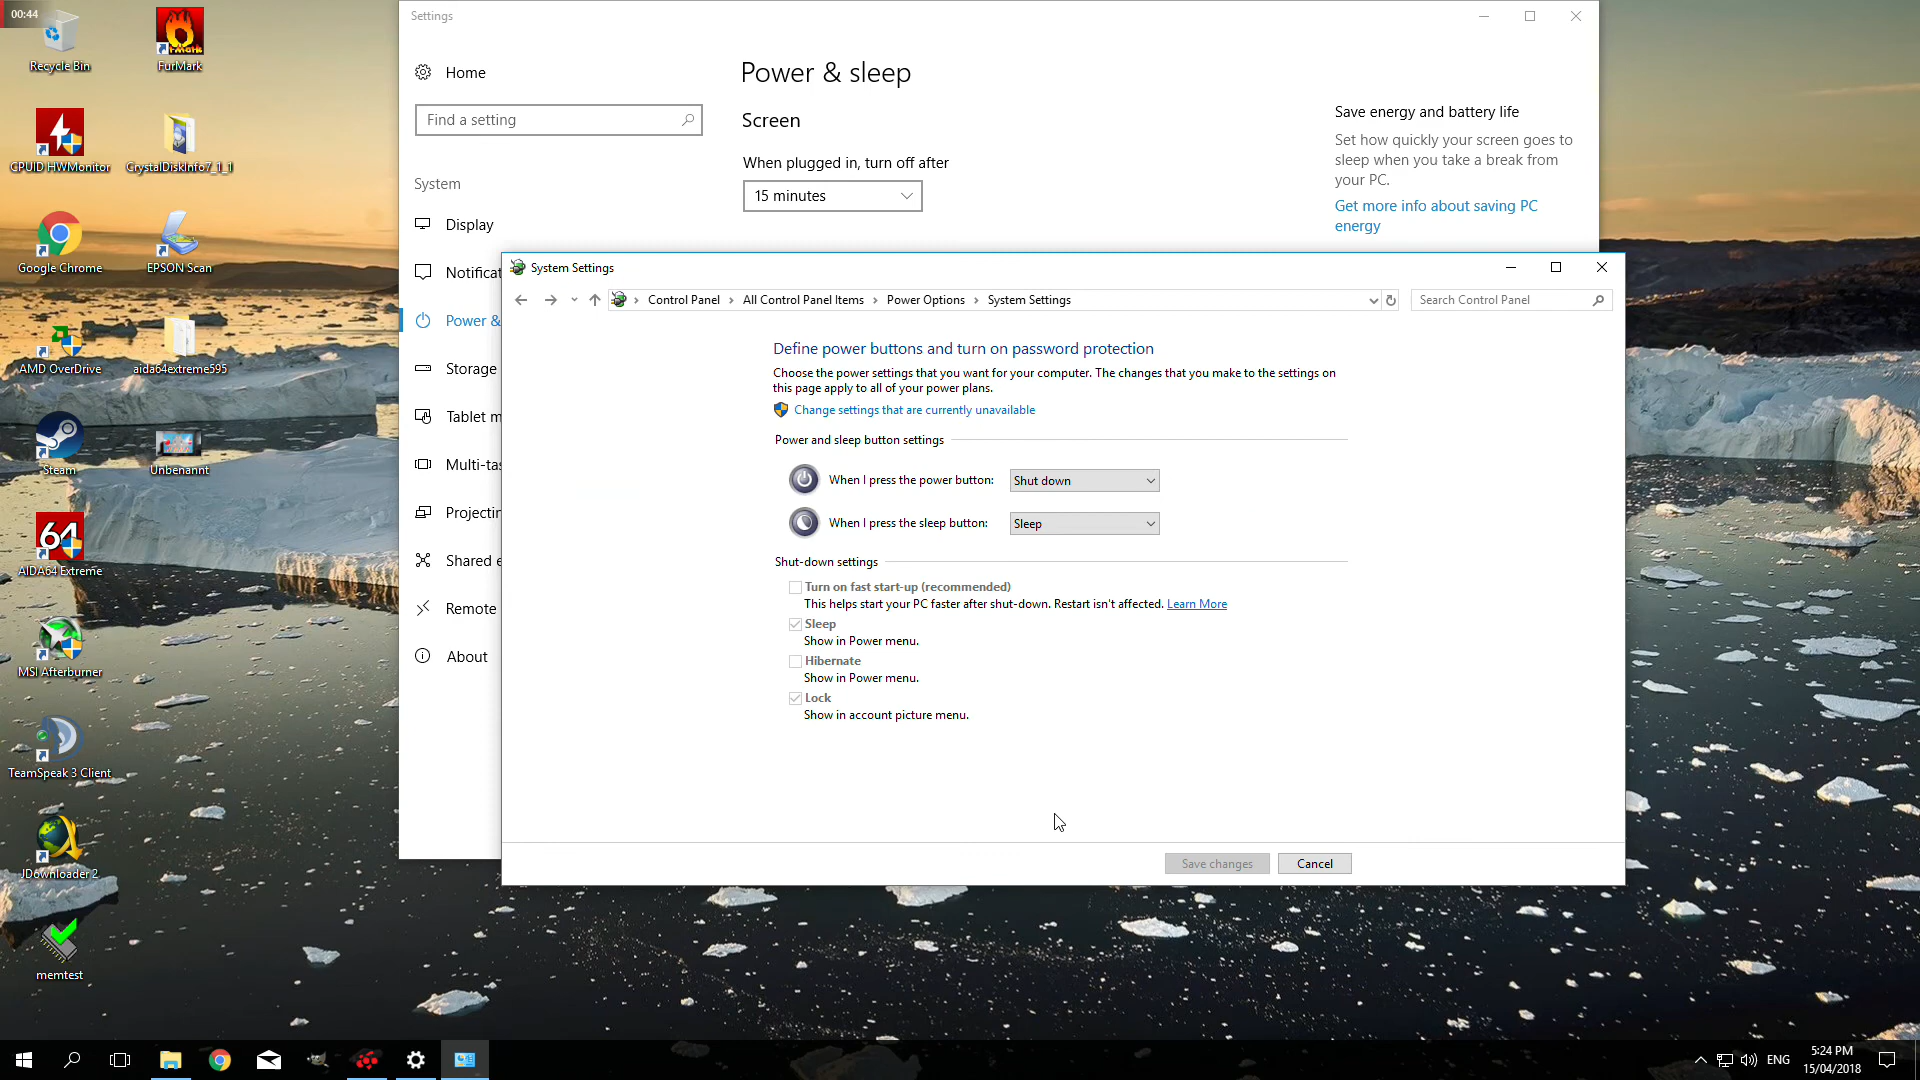 00:44
Recycle Bin
FurMark
CPUID HWMonitor
CrystalDiskInfo7_1_1
Google Chrome
EPSON Scan
AMD OverDrive
aida64extreme595
Steam
Unbenannt
64
AIDA64 Extreme
MSI Afterburner
TeamSpeak 3 Client
JDownloader 2
memtest
Settings
Home
Find a setting
System
Display
Notificat
Power &
Storage
Tablet m
Multi-tas
Projectin
Shared e
Remote
About
Power & sleep
Screen
When plugged in, turn off after
15 minutes
Save energy and battery life
Set how quickly your screen goes to
sleep when you take a break from
your PC.
Get more info about saving PC
energy
System Settings
Control Panel
All Control Panel Items
Power Options
System Settings
Search Control Panel
Define power buttons and turn on password protection
Choose the power settings that you want for your computer. The changes that you make to the settings on
this page apply to all of your power plans.
Change settings that are currently unavailable
Power and sleep button settings
When I press the power button:
Shut down
When I press the sleep button:
Sleep
Shut-down settings
Turn on fast start-up (recommended)
This helps start your PC faster after shut-down. Restart isn't affected. Learn More
Sleep
Show in Power menu.
Hibernate
Show in Power menu.
Lock
Show in account picture menu.
Save changes
Cancel
ENG
5:24 PM
15/04/2018